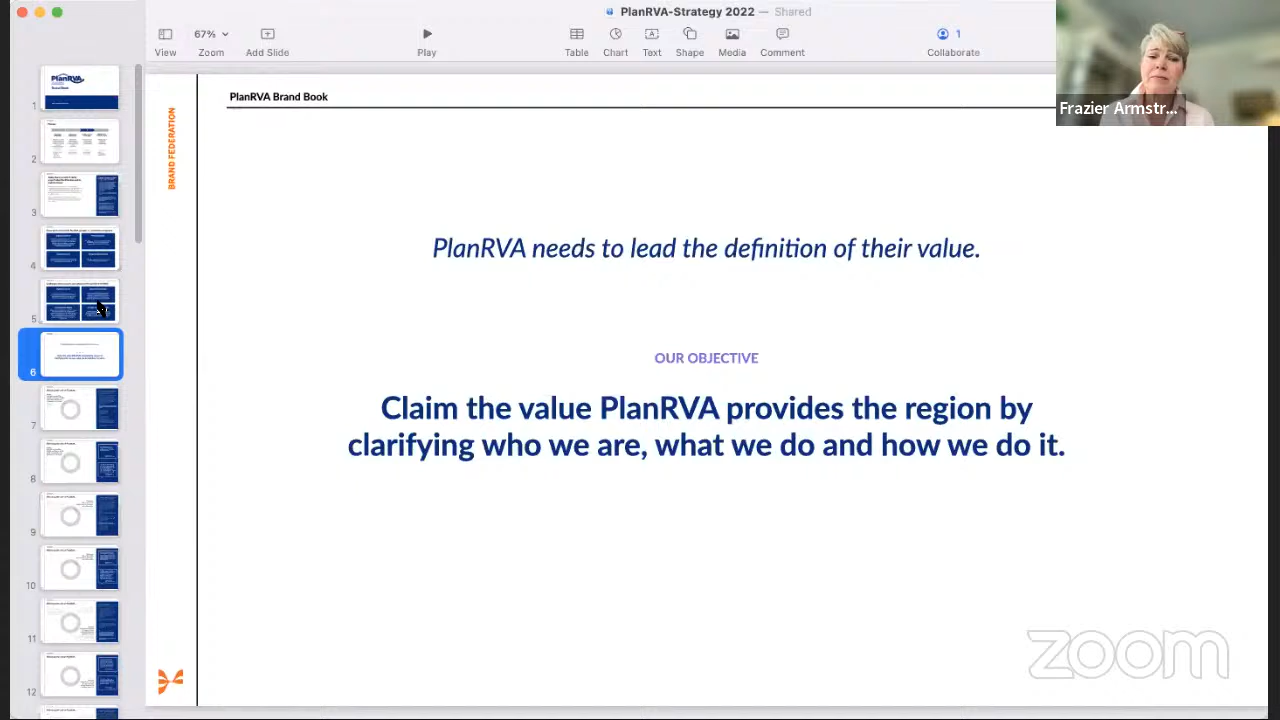 PlanRVA-Strategy 2022 — Shared
67%
View
Zoom
Add Slide
Play
Table
Chart
Text
Shape
Media
Comment
1
Collaborate
Frazier Armstr...
PlanRVA
1
2
3
4
5
6
7
8
9
10
11
12
BRAND FEDERATION
PlanRVA Brand Book
PlanRVA needs to lead the definition of their value.
OUR OBJECTIVE
Claim the value PlanRVA provides the region by
clarifying who we are, what we do and how we do it.
zoom